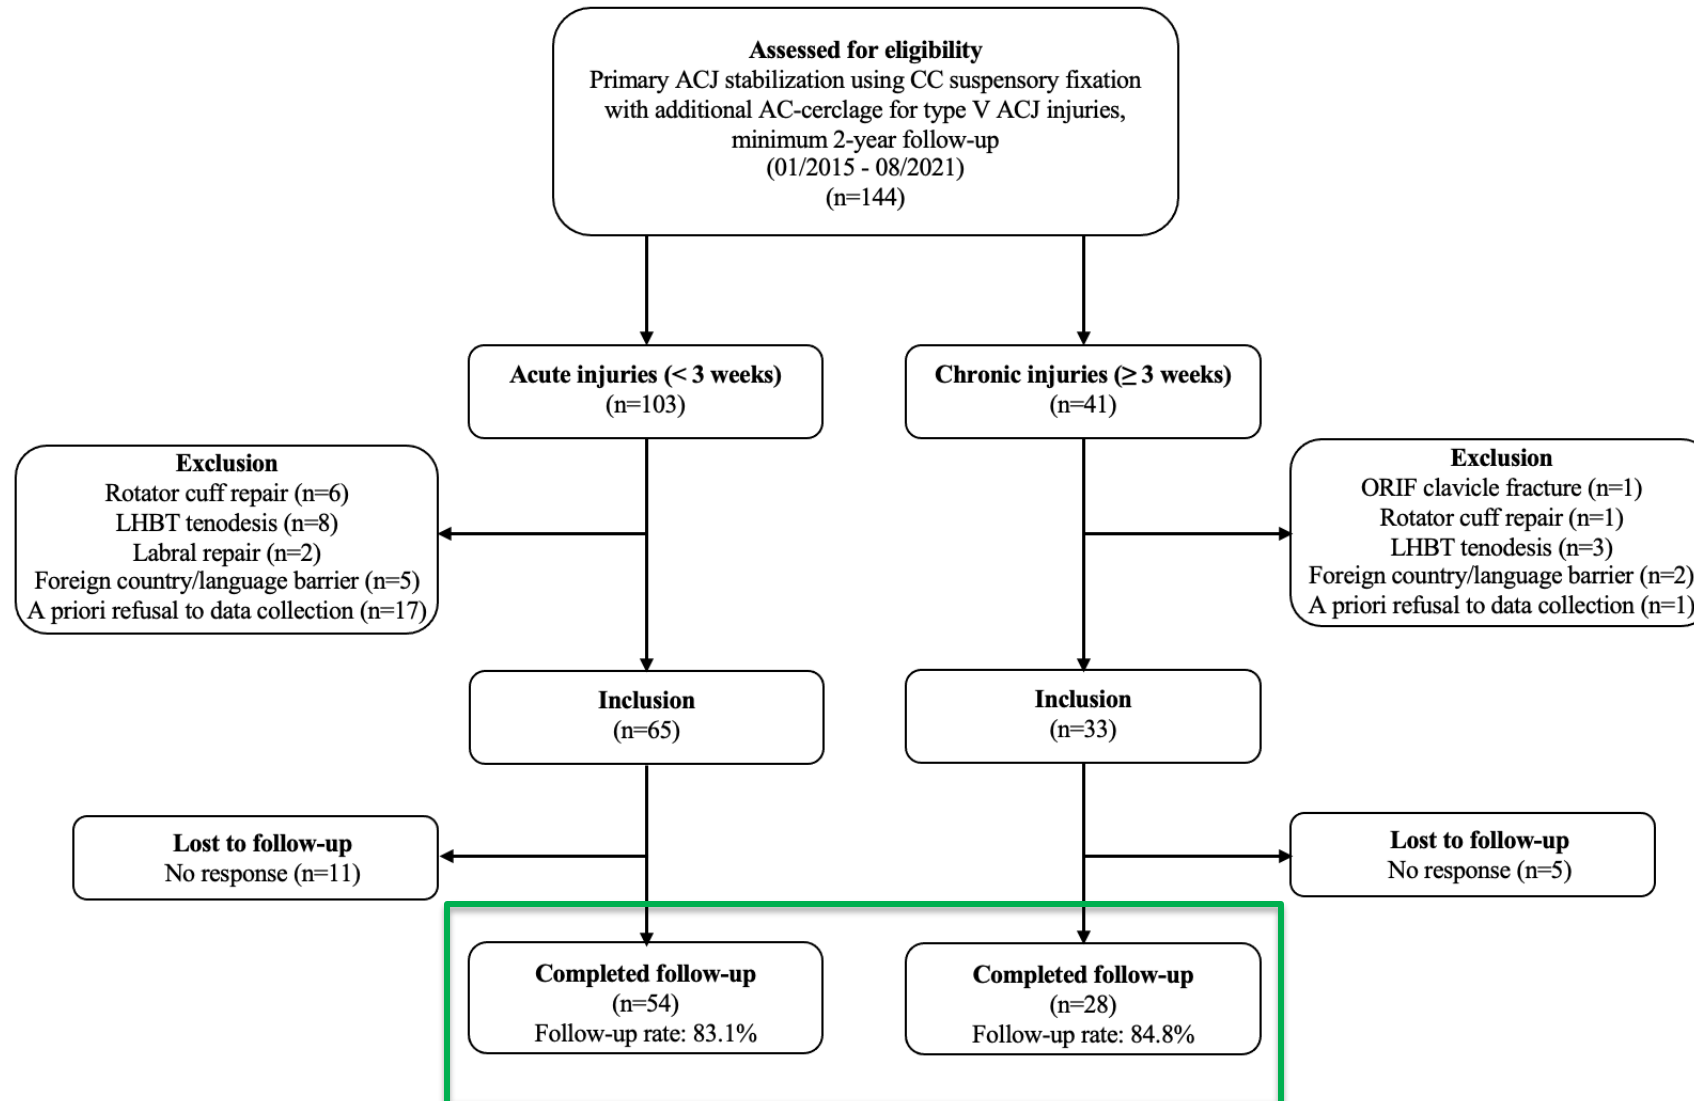 Assessed for eligibility
Primary ACJ stabilization using CC suspensory fixation
with additional AC-cerclage for type V ACJ injuries,
minimum 2-year follow-up
(01/2015 - 08/2021)
(n=144)
Acute injuries (< 3 weeks)
(n=103)
Chronic injuries (≥ 3 weeks)
(n=41)
Exclusion
Rotator cuff repair (n=6)
LHBT tenodesis (n=8)
Labral repair (n=2)
Foreign country/language barrier (n=5)
A priori refusal to data collection (n=17)
Exclusion
ORIF clavicle fracture (n=1)
Rotator cuff repair (n=1)
LHBT tenodesis (n=3)
Foreign country/language barrier (n=2)
A priori refusal to data collection (n=1)
Inclusion
(n=65)
Inclusion
(n=33)
Lost to follow-up
No response (n=11)
Lost to follow-up
No response (n=5)
Completed follow-up
(n=54)
Follow-up rate: 83.1%
Completed follow-up
(n=28)
Follow-up rate: 84.8%